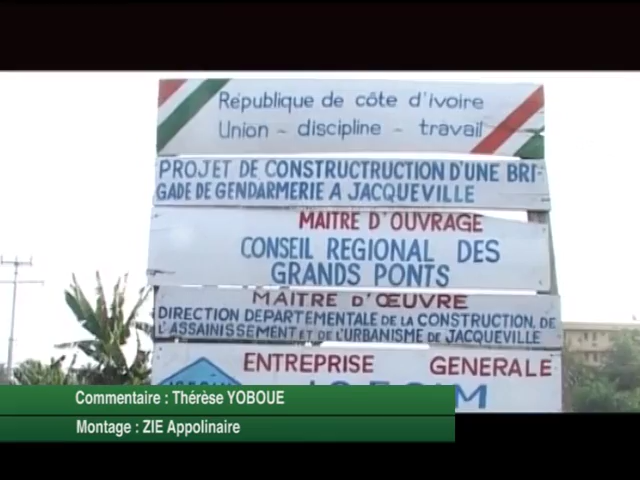 République de côte d'ivoire
Union - discipline - travail
PROJET DE CONSTRUCTRUCTION D'UNE BRI-
GADE DE GENDARMERIE A JACQUEVILLE
MAITRE D'OUVRAGE
CONSEIL REGIONAL DES
GRANDS PONTS
MAITRE D'ŒUVRE
DIRECTION DEPARTEMENTALE DE LA CONSTRUCTION, DE
L'ASSAINISSEMENT ET DE L'URBANISME DE JACQUEVILLE
ENTREPRISE GENERALE
Commentaire : Thérèse YOBOUE
Montage : ZIE Appolinaire